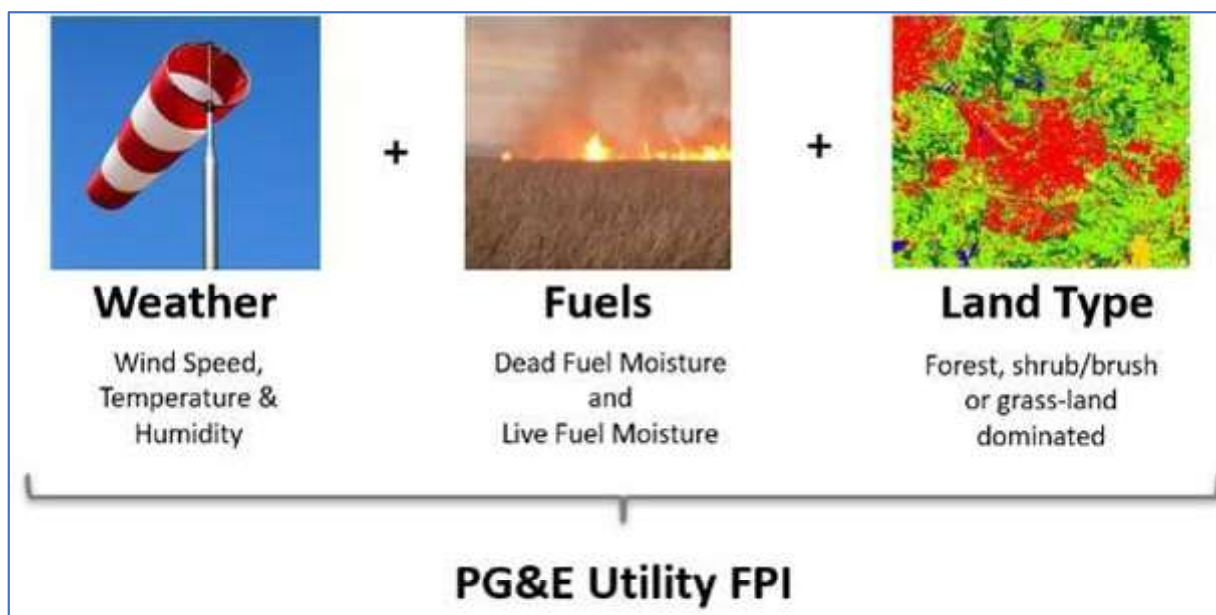 +
+
Weather
Fuels
Land Type
Wind Speed,
Temperature &
Humidity
Dead Fuel Moisture
and
Live Fuel Moisture
Forest, shrub/brush
or grass-land
dominated
PG&E Utility FPI